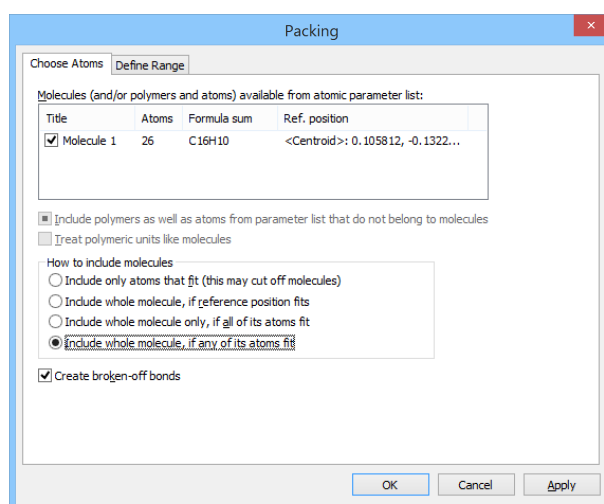 Packing
Choose Atoms Define Range
Molecules (and/or polymers and atoms) available from atomic parameter list:
Title Atoms Formula sum Ref. position
Molecule 1 26 C16H10 <Centroid>: 0.105812, -0.1322...
Include polymers as well as atoms from parameter list that do not belong to molecules
Treat polymeric units like molecules
How to include molecules
Include only atoms that fit (this may cut off molecules)
Include whole molecule, if reference position fits
Include whole molecule only, if all of its atoms fit
Include whole molecule, if any of its atoms fit
Create broken-off bonds
OK Cancel Apply